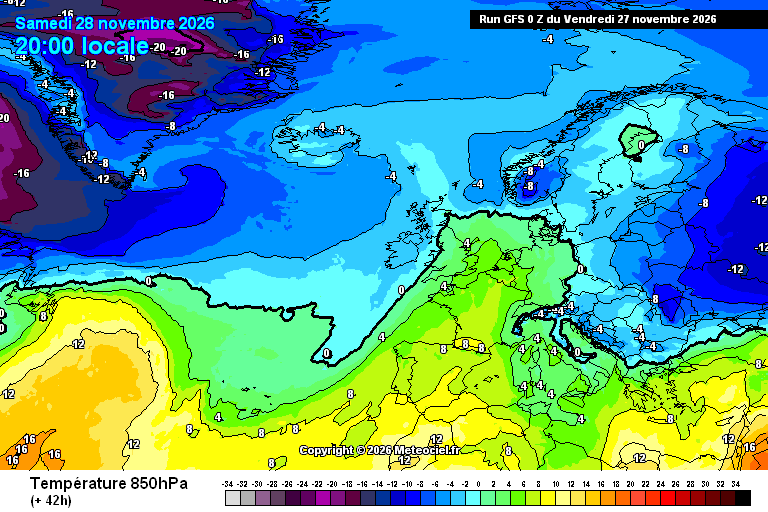 Samedi 28 novembre 2026
20:00 locale
Run GFS 0 Z du Vendredi 27 novembre 2026
Copyright © 2026 Meteociel.fr
Température 850hPa
(+ 42h)
-34 -32 -30 -28 -26 -24 -22 -20 -18 -16 -14 -12 -10 -8 -6 -4 -2 0 2 4 6 8 10 12 14 16 18 20 22 24 26 28 30 32 34